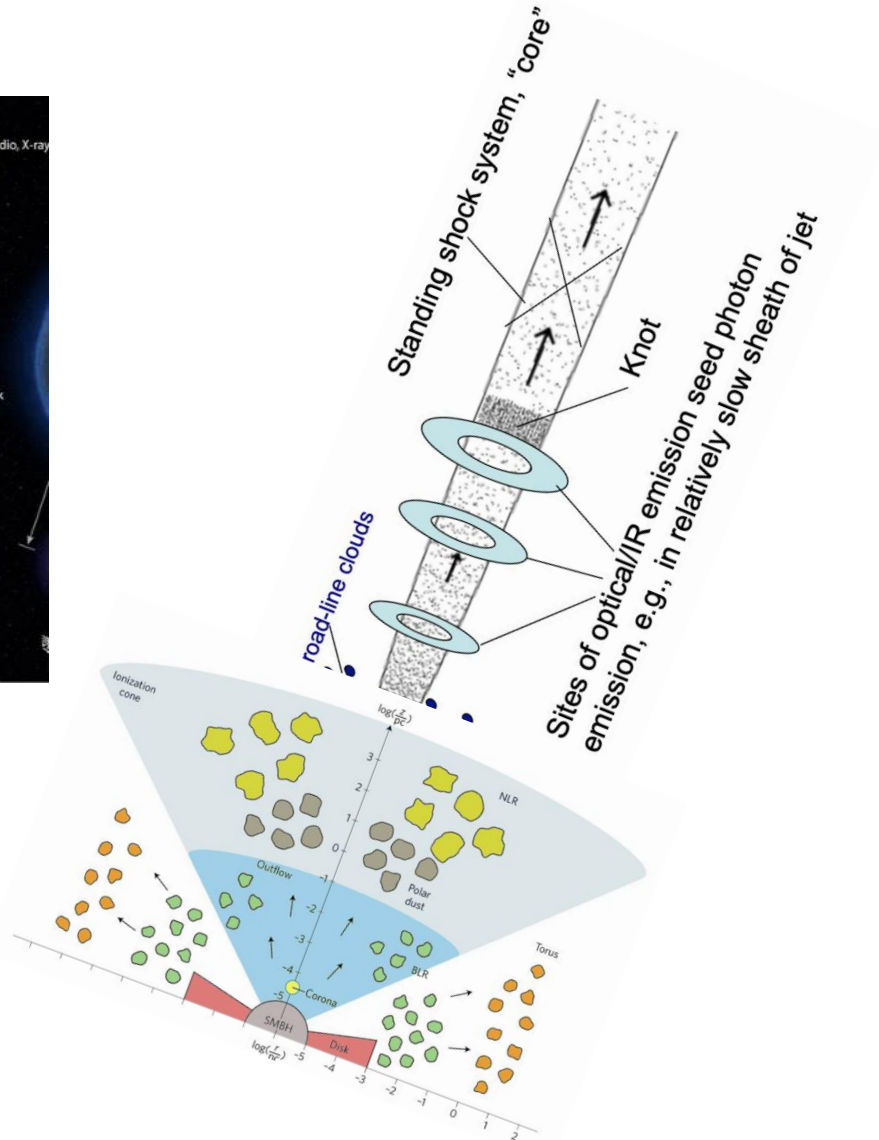 dio, X-ray
Standing shock system, “core”
Knot
Sites of optical/IR emission seed photon
emission, e.g., in relatively slow sheath of jet
road-line clouds
Ionization
cone
log(z/pc)
3
2
1
0
-1
-2
-3
-4
-5
NLR
Outflow
Polar
dust
BLR
Corona
SMBH
Disk
Torus
-5
-4
-3
-2
-1
0
1
2